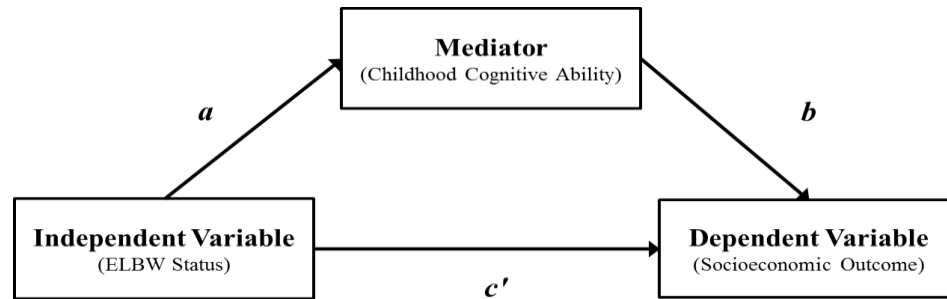 Mediator
(Childhood Cognitive Ability)
a
b
Independent Variable
(ELBW Status)
Dependent Variable
(Socioeconomic Outcome)
c'